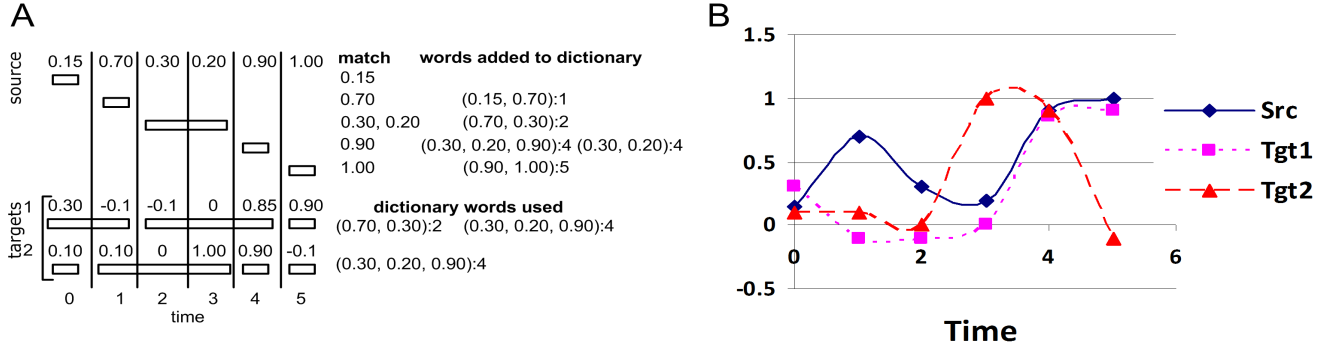 A
source
0.15 0.70 0.30 0.20 0.90 1.00
match words added to dictionary
0.15
0.70 (0.15, 0.70):1
0.30, 0.20 (0.70, 0.30):2
0.90 (0.30, 0.20, 0.90):4 (0.30, 0.20):4
1.00 (0.90, 1.00):5
targets
1 0.30 -0.1 -0.1 0 0.85 0.90
2 0.10 0.10 0 1.00 0.90 -0.1
dictionary words used
(0.70, 0.30):2 (0.30, 0.20, 0.90):4
(0.30, 0.20, 0.90):4
0 1 2 3 4 5
time
B
1.5
1
0.5
0
-0.5
0 2 4 6
Time
Src
Tgt1
Tgt2